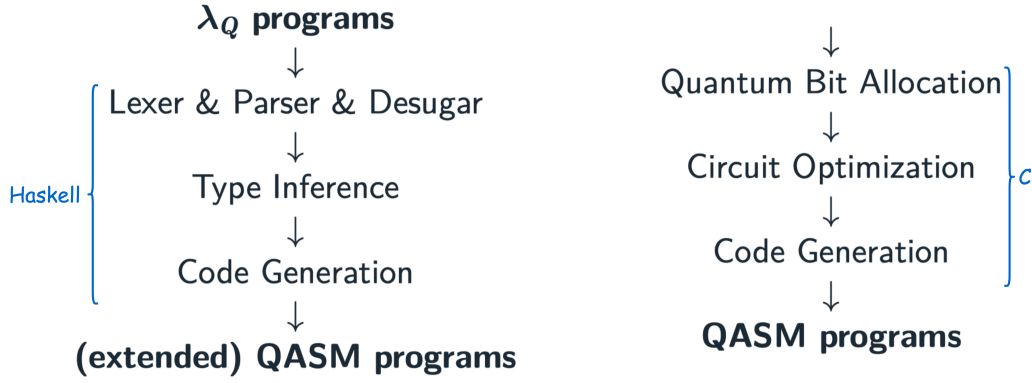 λQ programs
↓
Lexer & Parser & Desugar
↓
Type Inference
↓
Code Generation
↓
(extended) QASM programs
Haskell
↓
Quantum Bit Allocation
↓
Circuit Optimization
↓
Code Generation
↓
QASM programs
C